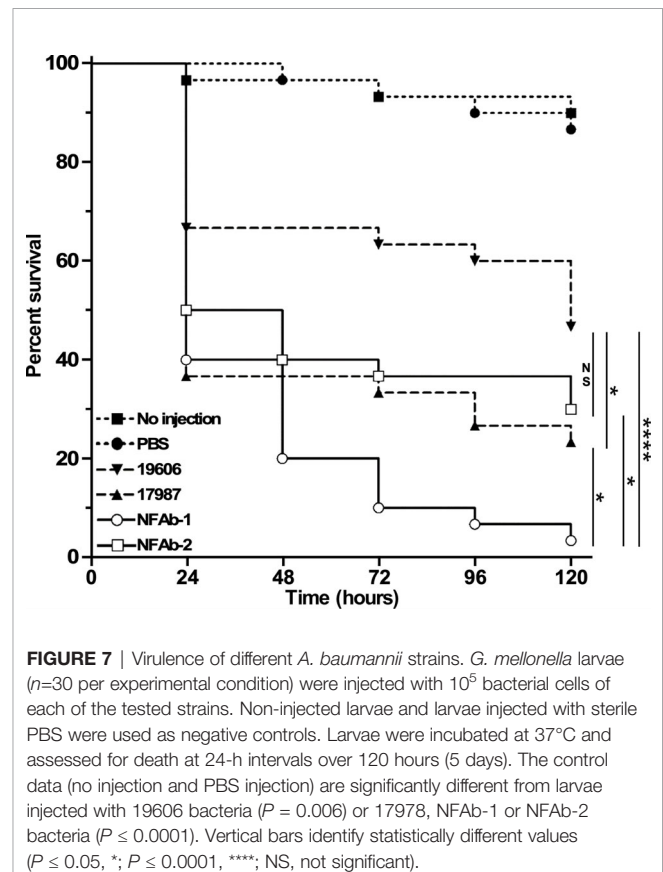 100
80
60
40
20
0
Percent survival
No injection
PBS
19606
17987
NFAb-1
NFAb-2
NS
*
****
*
*
0 24 48 72 96 120
Time (hours)
FIGURE 7 | Virulence of different A. baumannii strains. G. mellonella larvae
(n=30 per experimental condition) were injected with 10⁵ bacterial cells of
each of the tested strains. Non-injected larvae and larvae injected with sterile
PBS were used as negative controls. Larvae were incubated at 37°C and
assessed for death at 24-h intervals over 120 hours (5 days). The control
data (no injection and PBS injection) are significantly different from larvae
injected with 19606 bacteria (P = 0.006) or 17978, NFAb-1 or NFAb-2
bacteria (P ≤ 0.0001). Vertical bars identify statistically different values
(P ≤ 0.05, *; P ≤ 0.0001, ****; NS, not significant).